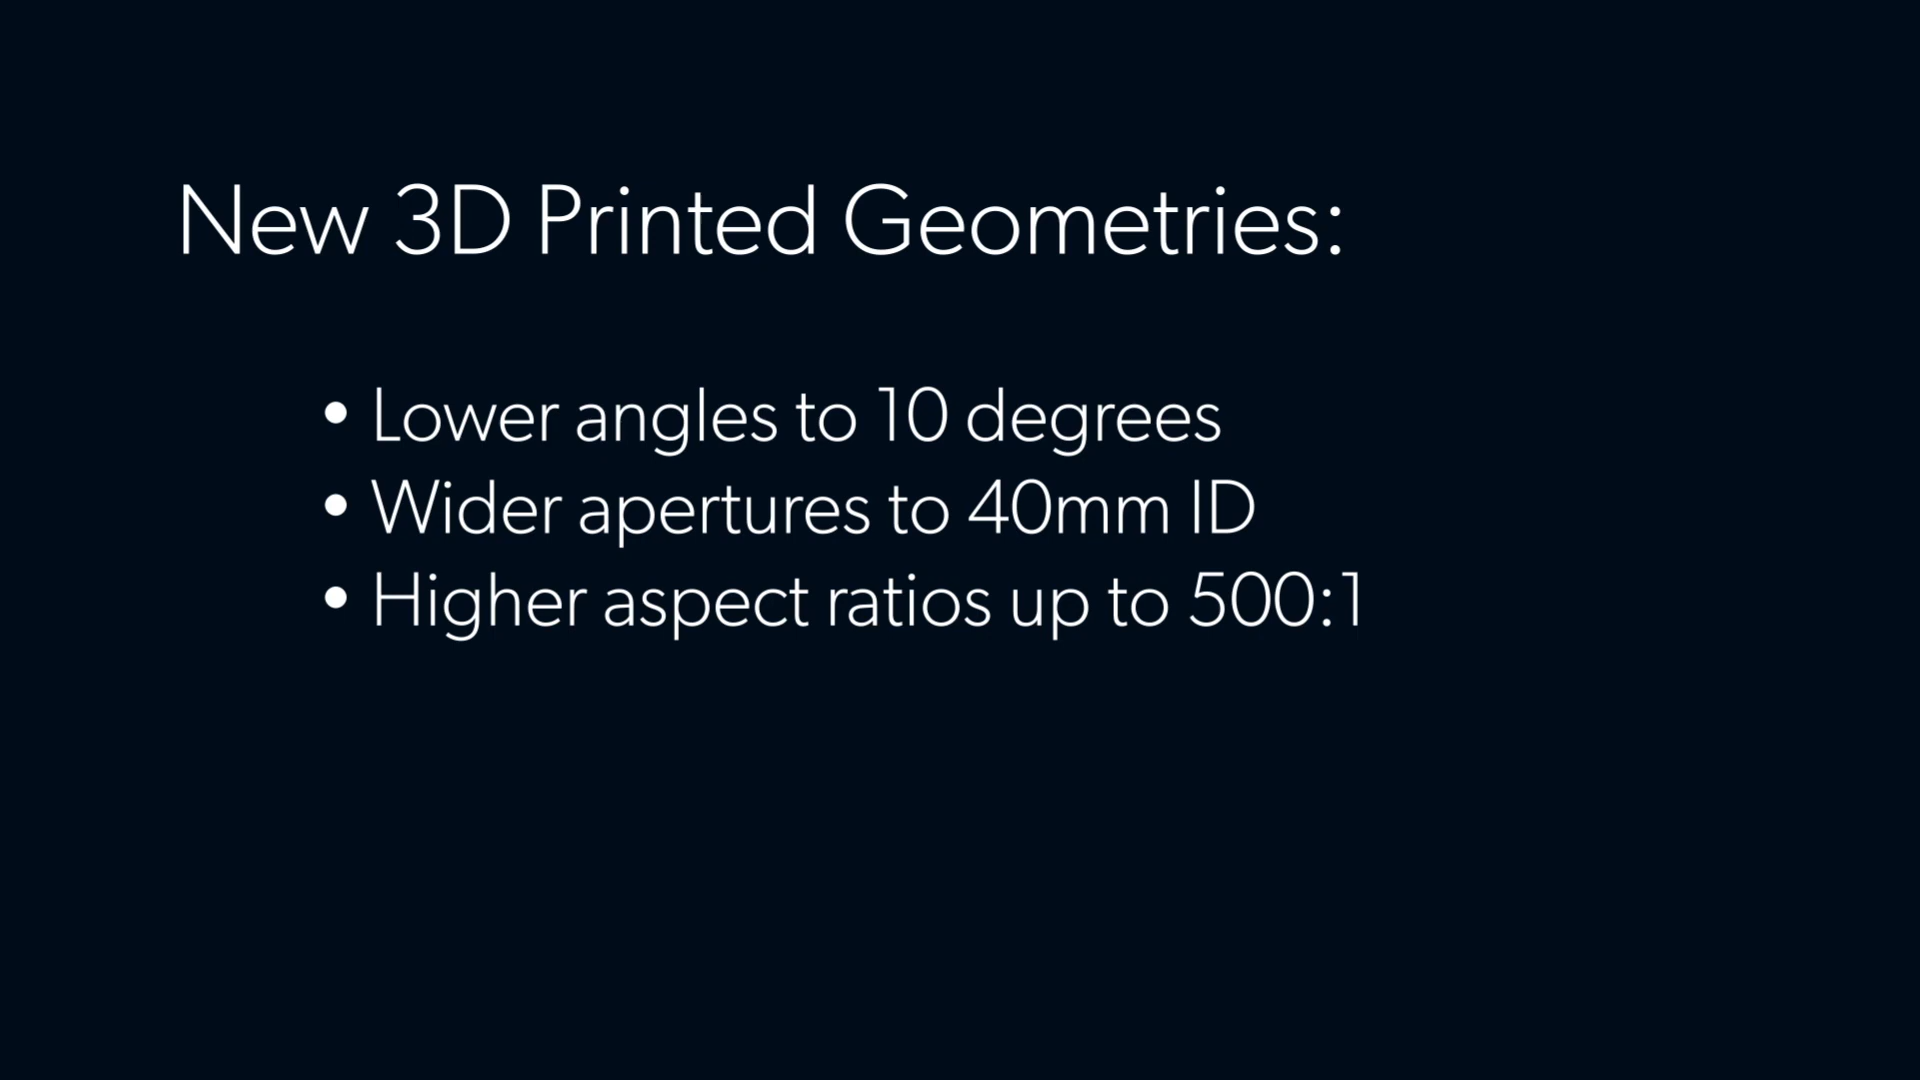 New 3D Printed Geometries:
• Lower angles to 10 degrees
• Wider apertures to 40mm ID
• Higher aspect ratios up to 500:1